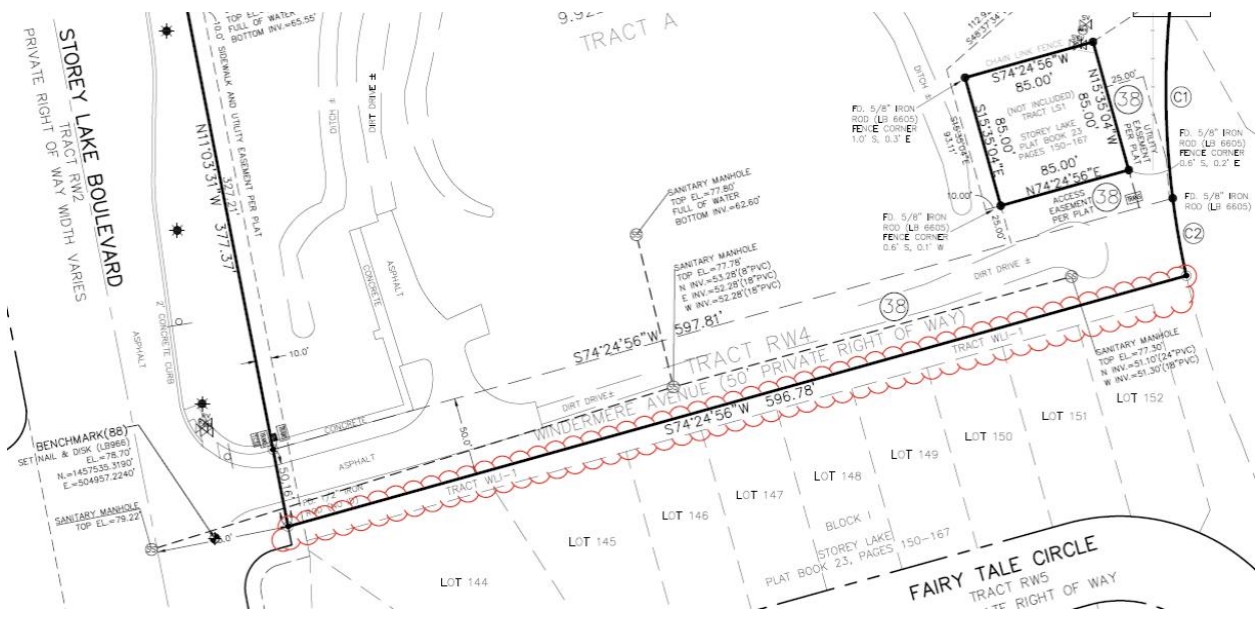 TOP EL.=
FULL OF WATER
BOTTOM INV.=65.55'
TRACT A
STOREY LAKE BOULEVARD
TRACT RW2
PRIVATE RIGHT OF WAY WIDTH VARIES
N11°03'31"W 377.37'
327.21'
10.0' SIDEWALK AND UTILITY EASEMENT PER PLAT
DITCH ±
DIRT DRIVE ±
DITCH ±
CHAIN LINK FENCE
S74°24'56"W
85.00'
(NOT INCLUDED)
TRACT LS1
STOREY LAKE
PLAT BOOK 23
PAGES 150-167
85.00'
N74°24'56"E
S15°35'04"E
85.00'
N15°35'04"W
85.00'
S15°35'04"E
93.11'
25.00'
38
C1
UTILITY
EASEMENT
PER PLAT
FD. 5/8" IRON
ROD (LB 6605)
FENCE CORNER
1.0' S, 0.3' E
FD. 5/8" IRON
ROD (LB 6605)
FENCE CORNER
0.6' S, 0.2' E
FD. 5/8" IRON
ROD (LB 6605)
10.00'
25.00'
ACCESS
EASEMENT
PER PLAT
38
FD. 5/8" IRON
ROD (LB 6605)
FENCE CORNER
0.6' S, 0.1' W
C2
SANITARY MANHOLE
TOP EL.=77.80'
FULL OF WATER
BOTTOM INV.=62.60'
SANITARY MANHOLE
TOP EL.=77.78'
N INV.=53.28'(8"PVC)
E INV.=52.28'(18"PVC)
W INV.=52.28'(18"PVC)
DIRT DRIVE ±
38
S74°24'56"W 597.81'
TRACT RW4
WINDERMERE AVENUE (50' PRIVATE RIGHT OF WAY)
S74°24'56"W 596.78'
DIRT DRIVE±
TRACT WLI-1
TRACT WLI-1
SANITARY MANHOLE
TOP EL.=77.30'
N INV.=51.10'(24"PVC)
W INV.=51.30'(18"PVC)
ASPHALT
CONCRETE
2' CONCRETE CURB
ASPHALT
10.0'
CONCRETE
ASPHALT
50.0'
50.16'
FD. 1/2" IRON
BENCHMARK(88)
SET NAIL & DISK (LB966)
EL.=78.70'
N.=1457535.3190'
E.=504957.2240'
SANITARY MANHOLE
TOP EL.=79.22'
LOT 144
LOT 145
LOT 146
LOT 147
LOT 148
LOT 149
LOT 150
LOT 151
LOT 152
BLOCK I
STOREY LAKE
PLAT BOOK 23, PAGES 150-167
FAIRY TALE CIRCLE
TRACT RW5
RIGHT OF WAY